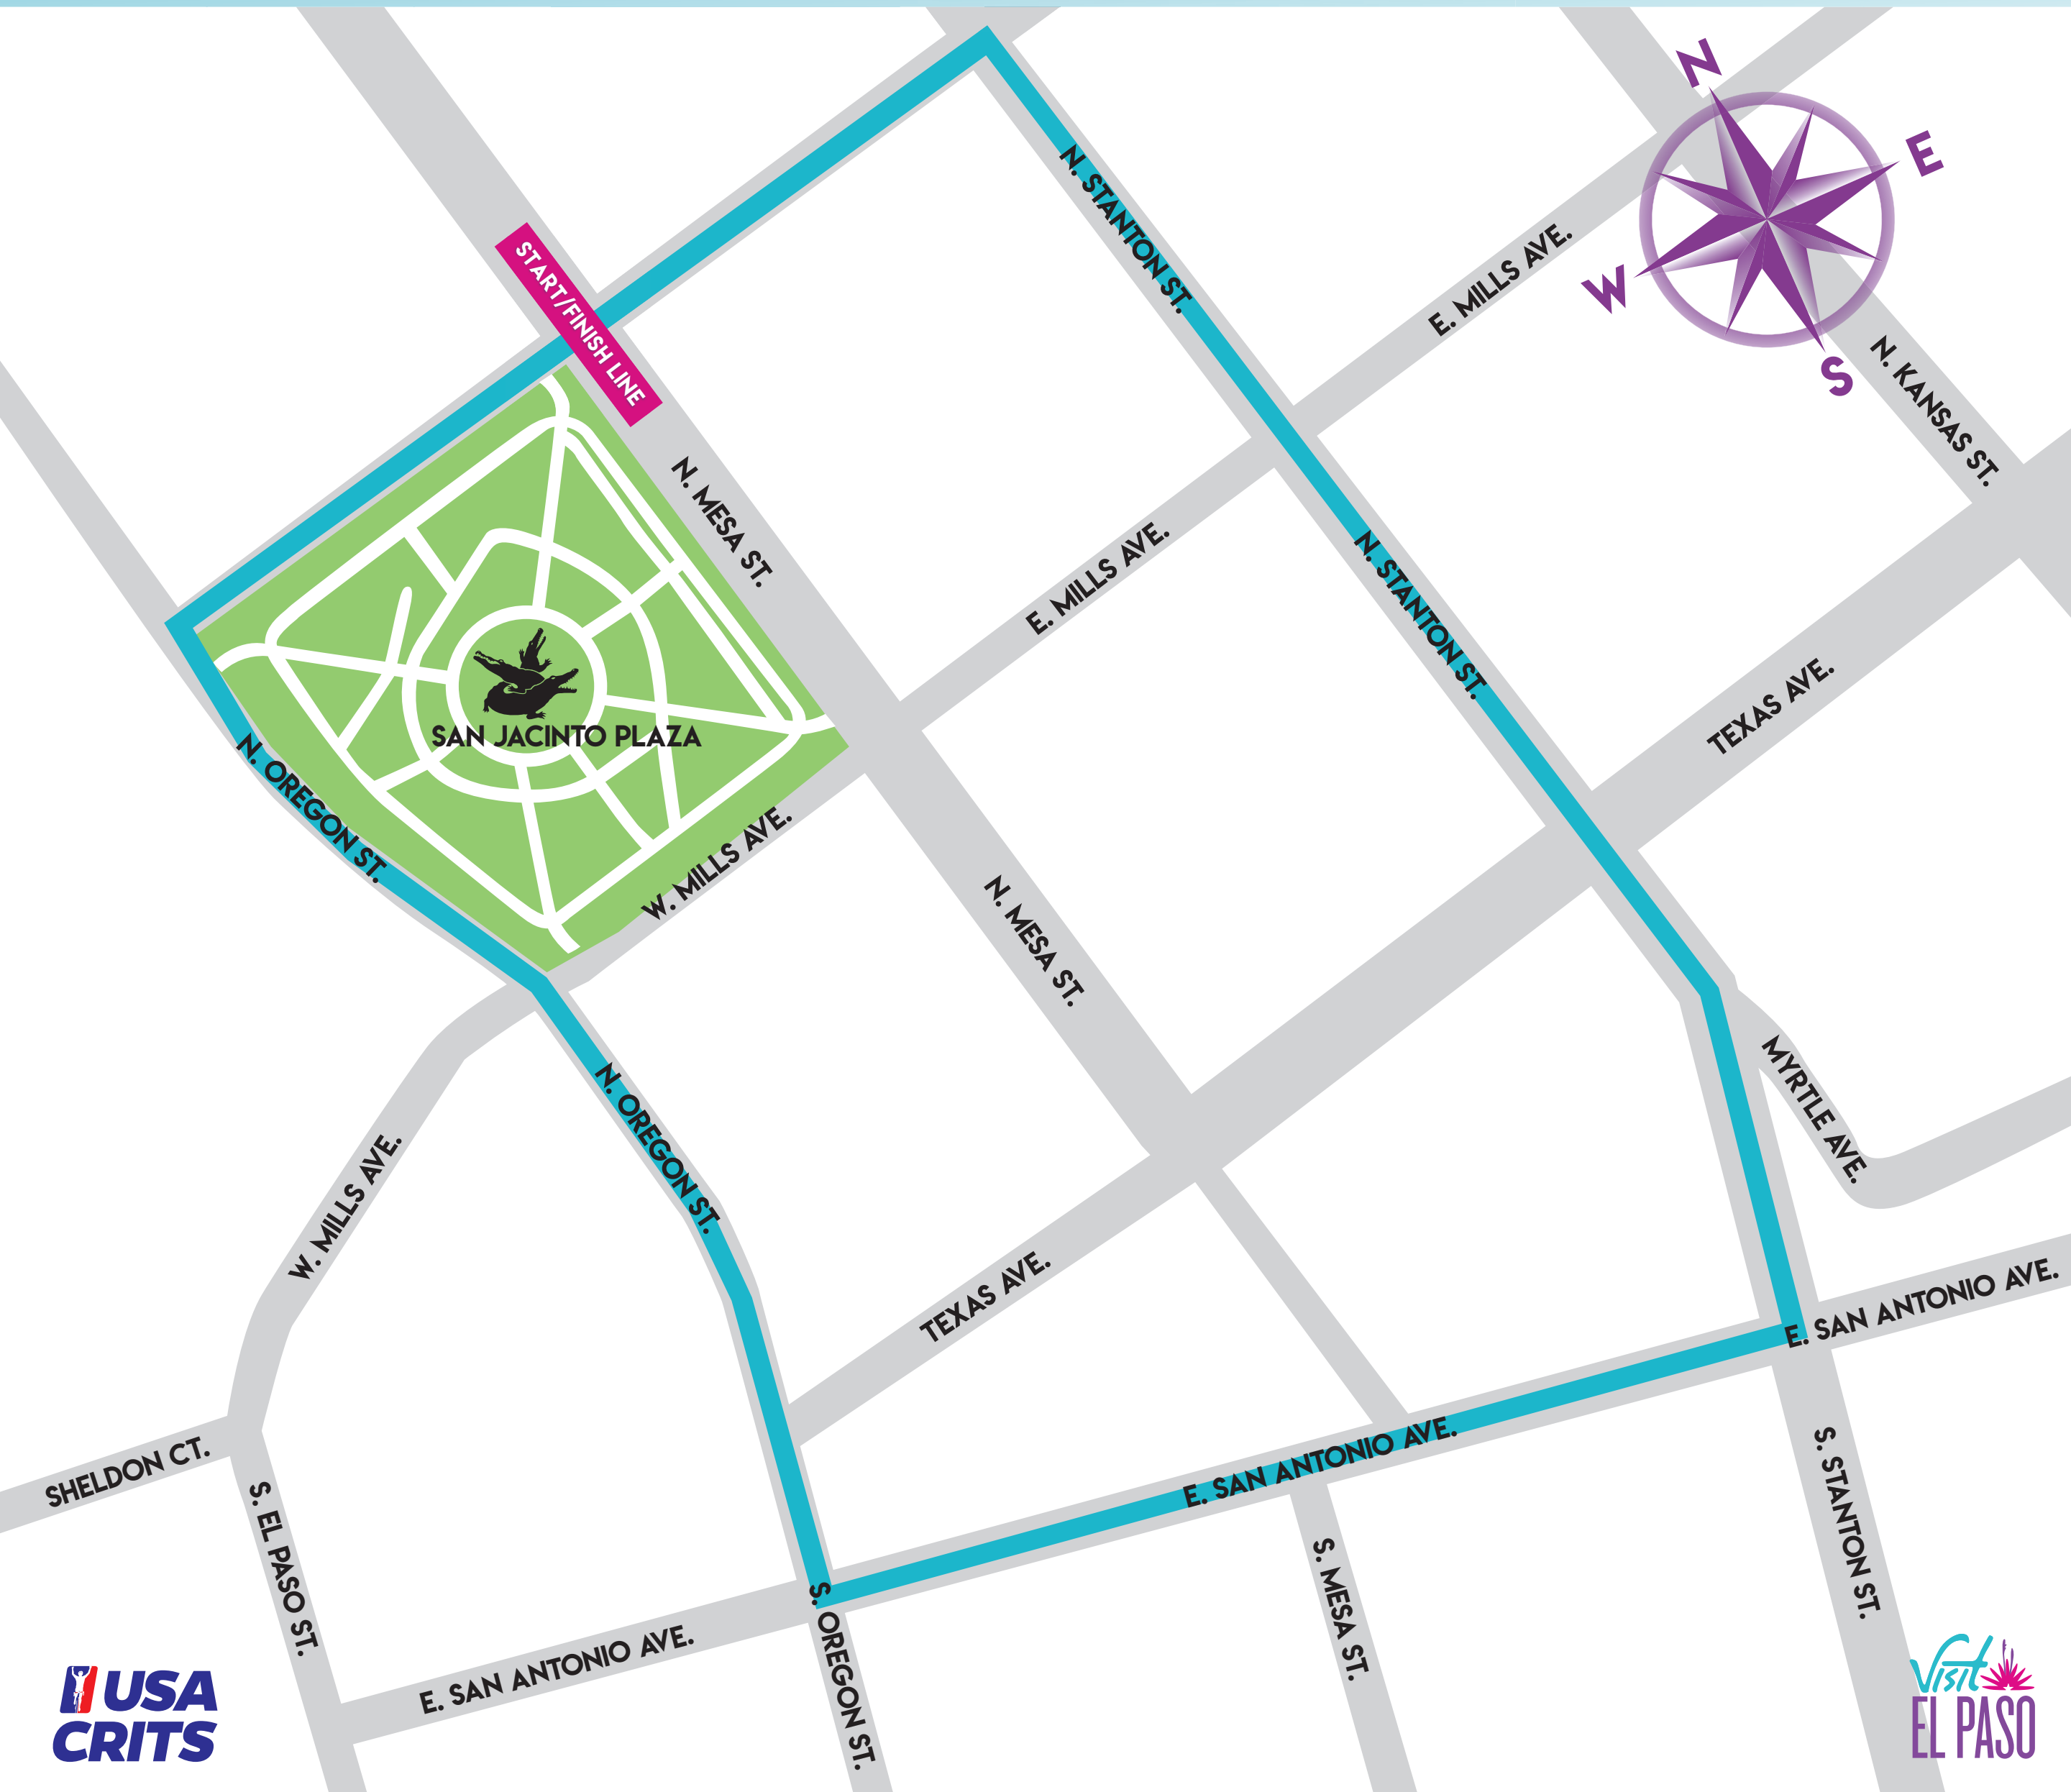 N
E
W
S
N. STANTON ST.
E. MILLS AVE.
START/FINISH LINE
N. KANSAS ST.
N. MESA ST.
E. MILLS AVE.
N. STANTON ST.
TEXAS AVE.
SAN JACINTO PLAZA
N. OREGON ST.
W. MILLS AVE.
N. MESA ST.
N. OREGON ST.
MYRTLE AVE.
W. MILLS AVE.
TEXAS AVE.
E. SAN ANTONIO AVE.
E. SAN ANTONIO AVE.
SHELDON CT.
S. EL PASO ST.
S. STANTON ST.
S. MESA ST.
S. OREGON ST.
E. SAN ANTONIO AVE.
USA
CRITS
Visit
EL PASO